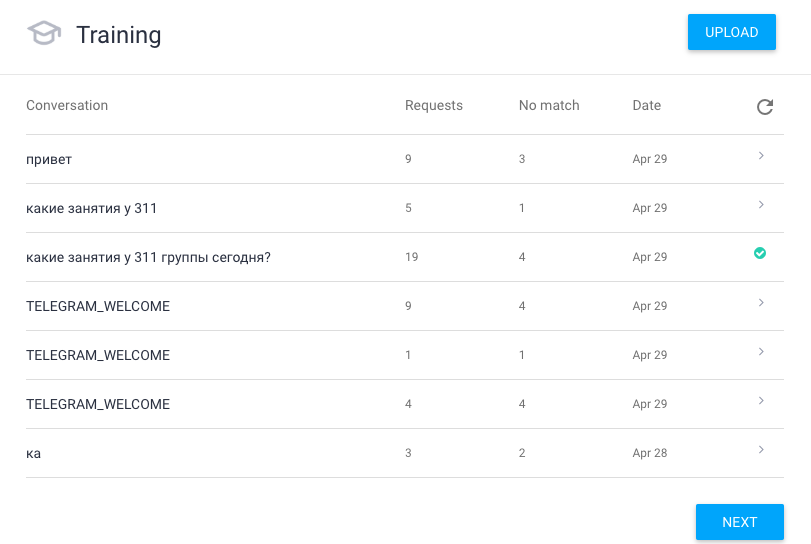 Training
UPLOAD
Conversation Requests No match Date
привет 9 3 Apr 29
какие занятия у 311 5 1 Apr 29
какие занятия у 311 группы сегодня? 19 4 Apr 29
TELEGRAM_WELCOME 9 4 Apr 29
TELEGRAM_WELCOME 1 1 Apr 29
TELEGRAM_WELCOME 4 4 Apr 29
ка 3 2 Apr 28
NEXT